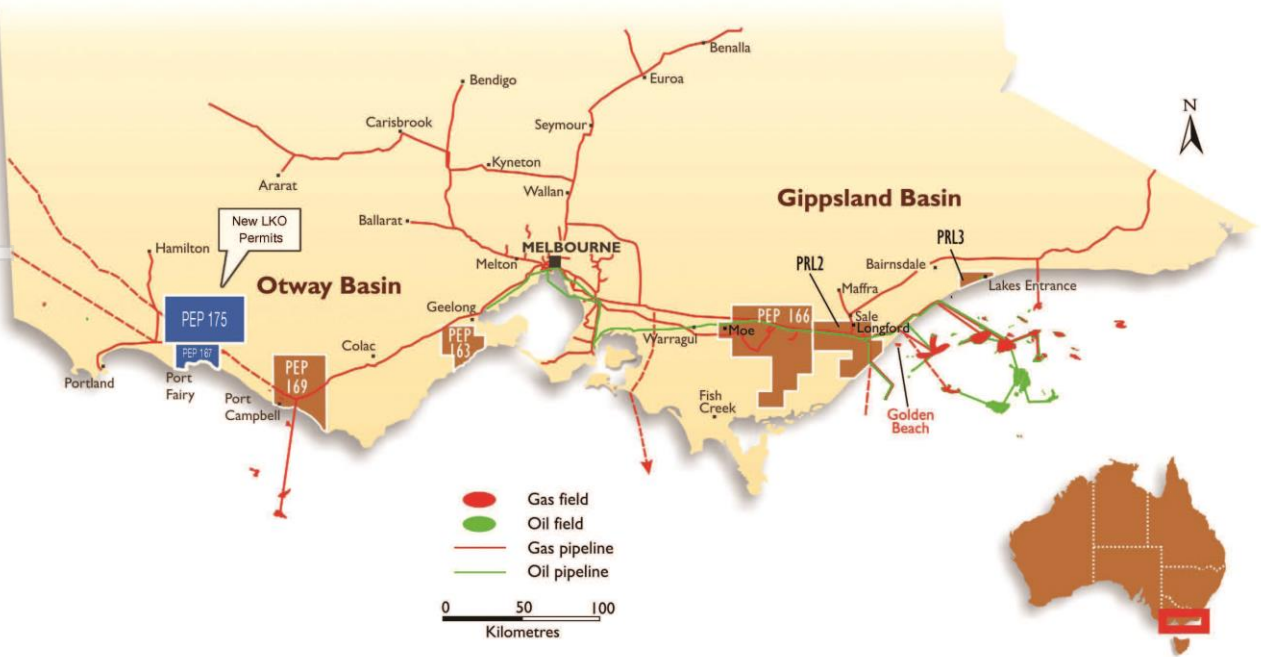 Benalla
Euroa
Bendigo
Carisbrook
Seymour
N
Kyneton
Ararat
Wallan
Gippsland Basin
New LKO
Permits
Ballarat
Hamilton
MELBOURNE
PRL3
Melton
PRL2
Bairnsdale
Otway Basin
Maffra
Lakes Entrance
Geelong
PEP 175
PEP 166
Sale
Longford
Moe
PEP
163
Warragul
PEP 167
Colac
Portland
Port
Fairy
PEP
169
Port
Campbell
Fish
Creek
Golden
Beach
Gas field
Oil field
Gas pipeline
Oil pipeline
0 50 100
Kilometres